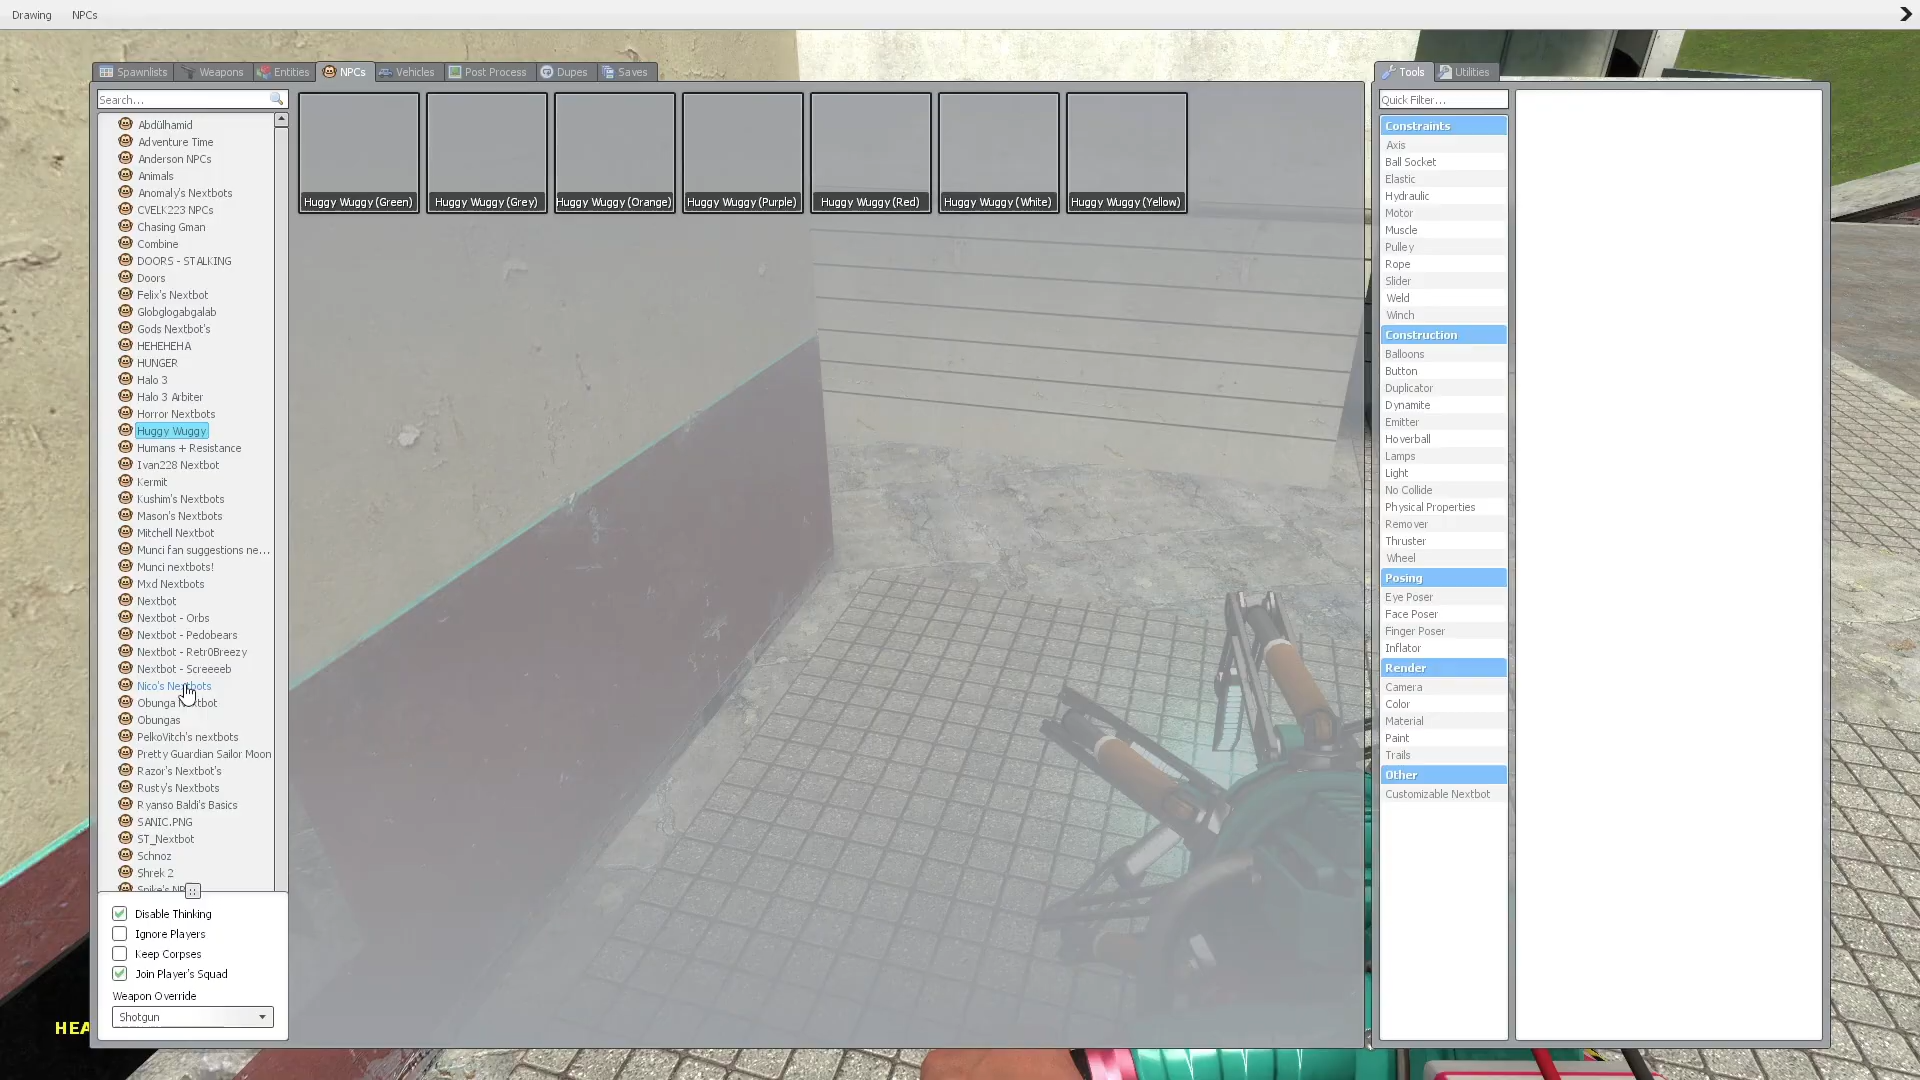 Drawing NPCs
Spawnlists Weapons Entities NPCs Vehicles Post Process Dupes Saves
Search...
Abdülhamid
Adventure Time
Anderson NPCs
Animals
Anomaly's Nextbots
CVELK223 NPCs
Chasing Gman
Combine
DOORS - STALKING
Doors
Felix's Nextbot
Globglogabgalab
Gods Nextbot's
HEHEHEHA
HUNGER
Halo 3
Halo 3 Arbiter
Horror Nextbots
Huggy Wuggy
Humans + Resistance
Ivan228 Nextbot
Kermit
Kushim's Nextbots
Mason's Nextbots
Mitchell Nextbot
Munci fan suggestions ne...
Munci nextbots!
Mxd Nextbots
Nextbot
Nextbot - Orbs
Nextbot - Pedobears
Nextbot - Retr0Breezy
Nextbot - Screeeeb
Nico's Nextbots
Obunga Nextbot
Obungas
PelkoVitch's nextbots
Pretty Guardian Sailor Moon
Razor's Nextbot's
Rusty's Nextbots
Ryanso Baldi's Basics
SANIC.PNG
ST_Nextbot
Schnoz
Shrek 2
Disable Thinking
Ignore Players
Keep Corpses
Join Player's Squad
Weapon Override
Shotgun
HEA
Huggy Wuggy (Green) Huggy Wuggy (Grey) Huggy Wuggy (Orange) Huggy Wuggy (Purple) Huggy Wuggy (Red) Huggy Wuggy (White) Huggy Wuggy (Yellow)
Tools Utilities
Quick Filter...
Constraints
Axis
Ball Socket
Elastic
Hydraulic
Motor
Muscle
Pulley
Rope
Slider
Weld
Winch
Construction
Balloons
Button
Duplicator
Dynamite
Emitter
Hoverball
Lamps
Light
No Collide
Physical Properties
Remover
Thruster
Wheel
Posing
Eye Poser
Face Poser
Finger Poser
Inflator
Render
Camera
Color
Material
Paint
Trails
Other
Customizable Nextbot